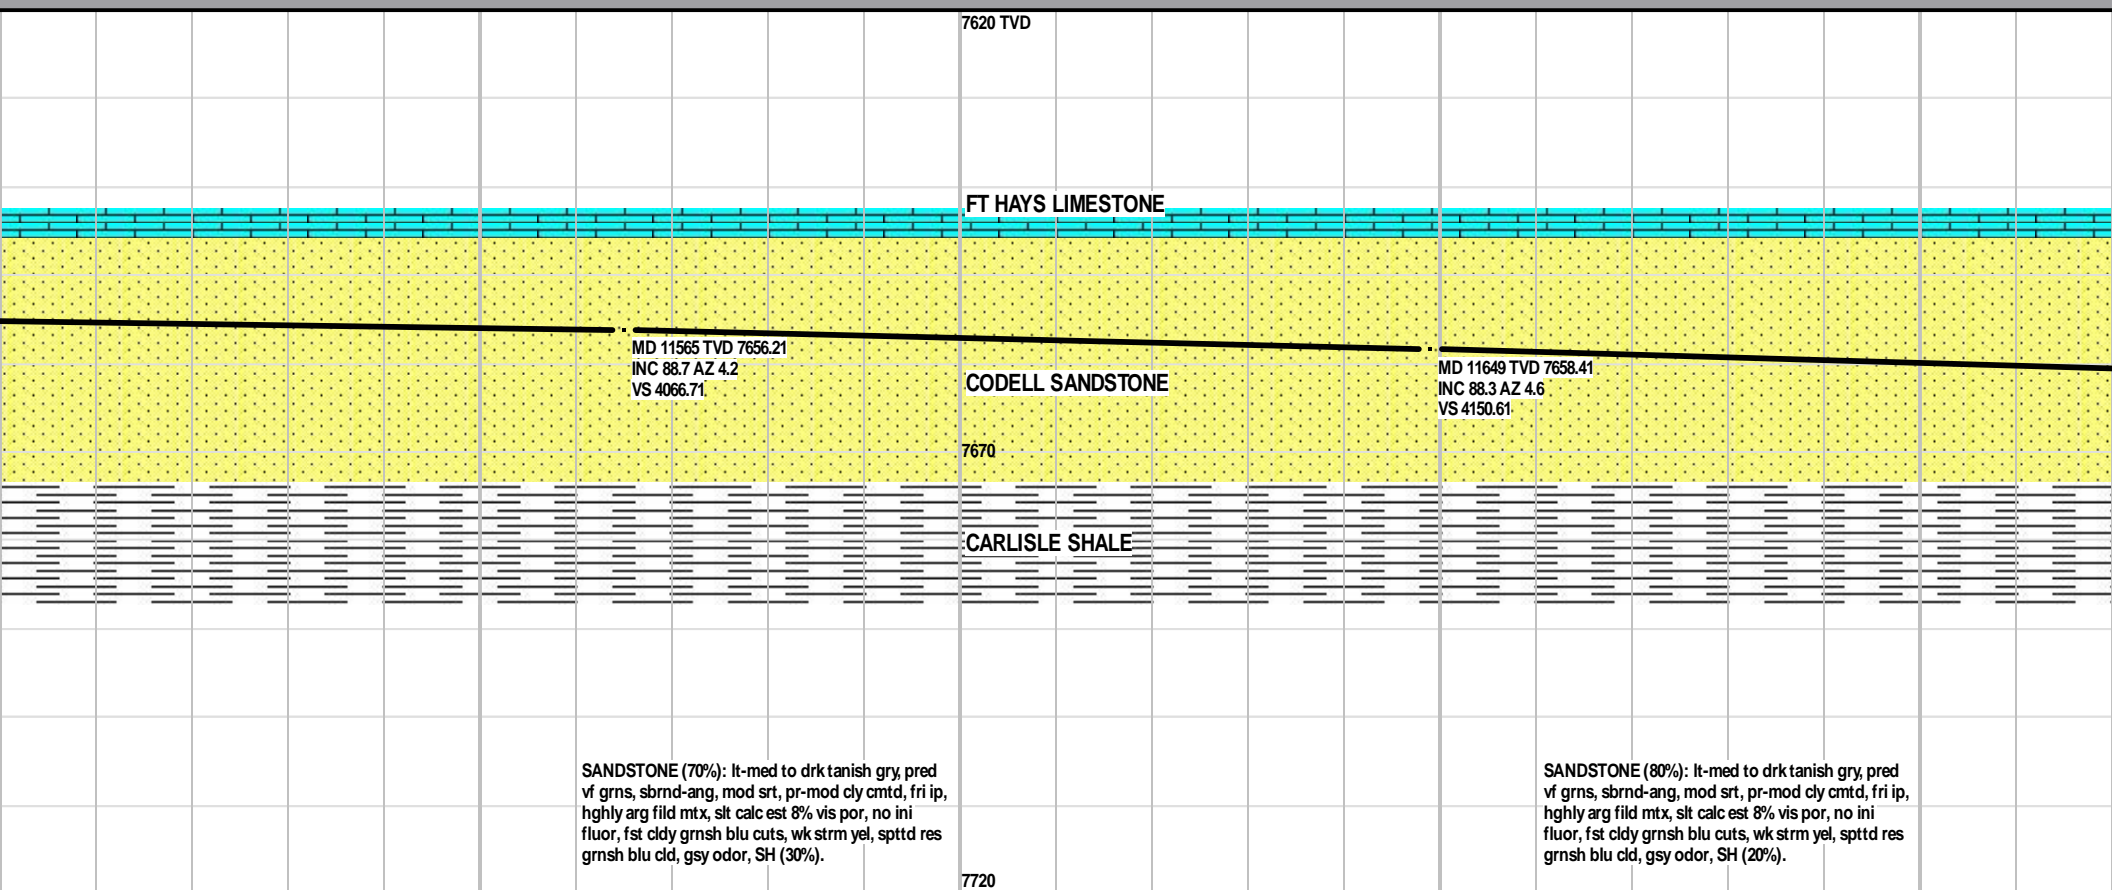 7620 TVD
FT HAYS LIMESTONE
MD 11565 TVD 7656.21
INC 88.7 AZ 4.2
VS 4066.71
MD 11649 TVD 7658.41
INC 88.3 AZ 4.6
VS 4150.61
CODELL SANDSTONE
7670
CARLISLE SHALE
SANDSTONE (70%): lt-med to drk tanish gry, pred
vf grns, sbrnd-ang, mod srt, pr-mod cly cmtd, fri ip,
hghly arg fild mtx, slt calc est 8% vis por, no ini
fluor, fst cldy grnsh blu cuts, wk strm yel, spttd res
grnsh blu cld, gsy odor, SH (30%).
SANDSTONE (80%): lt-med to drk tanish gry, pred
vf grns, sbrnd-ang, mod srt, pr-mod cly cmtd, fri ip,
hghly arg fild mtx, slt calc est 8% vis por, no ini
fluor, fst cldy grnsh blu cuts, wk strm yel, spttd res
grnsh blu cld, gsy odor, SH (20%).
7720